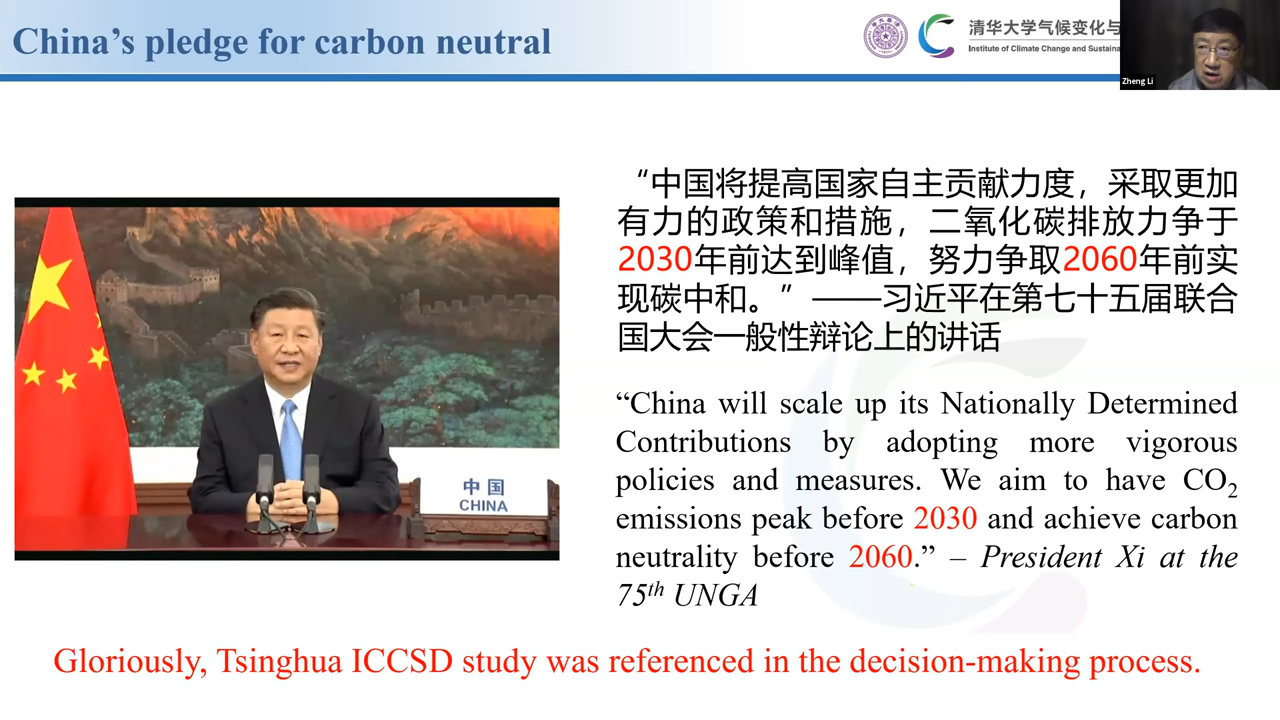 China’s pledge for carbon neutral
清华大学气候变化与
Institute of Climate Change and Sustaina
Zheng Li
“中国将提高国家自主贡献力度，采取更加
有力的政策和措施，二氧化碳排放力争于
2030年前达到峰值，努力争取2060年前实
现碳中和。”——习近平在第七十五届联合
国大会一般性辩论上的讲话
中国
CHINA
“China will scale up its Nationally Determined
Contributions by adopting more vigorous
policies and measures. We aim to have CO₂
emissions peak before 2030 and achieve carbon
neutrality before 2060.” – President Xi at the
75th UNGA
Gloriously, Tsinghua ICCSD study was referenced in the decision-making process.